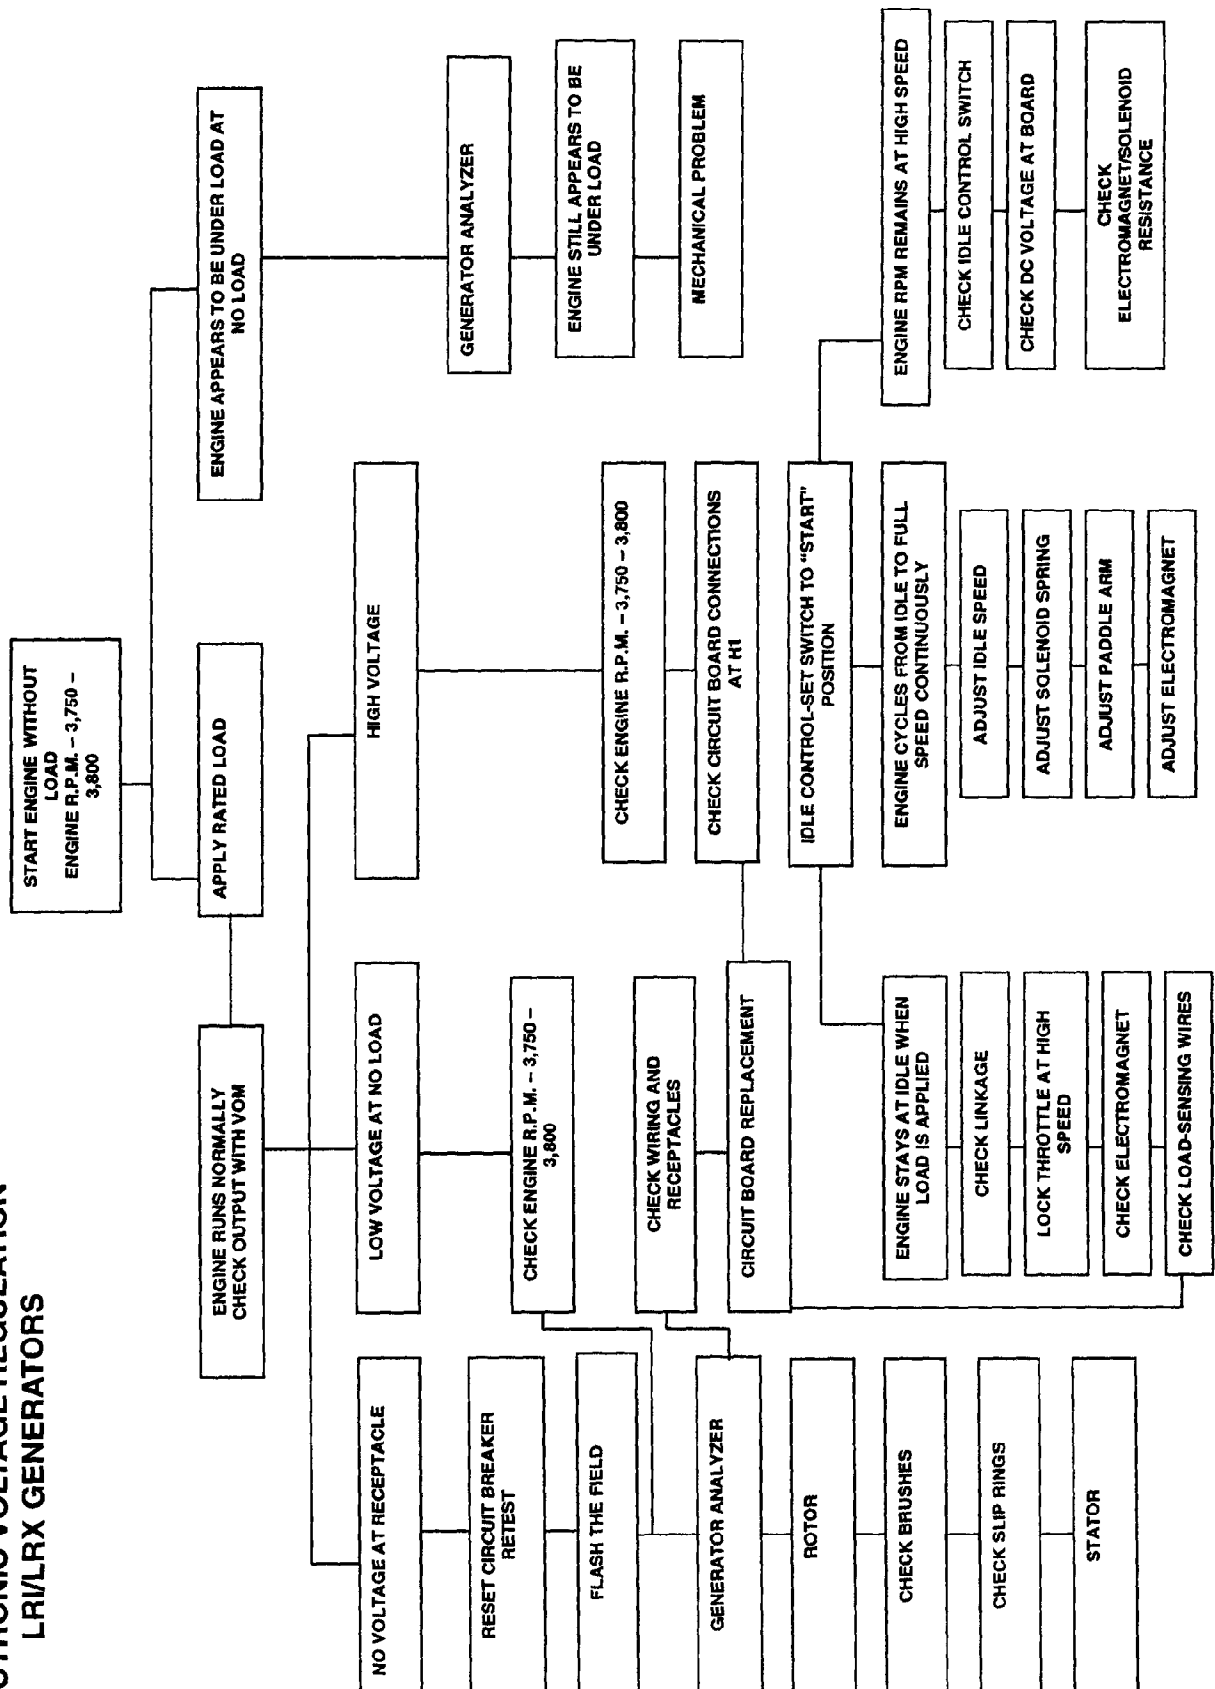 LRI/LRX GENERATORS
START ENGINE WITHOUT
LOAD
ENGINE R.P.M. – 3,750 –
3,800
APPLY RATED LOAD
ENGINE APPEARS TO BE UNDER LOAD AT
NO LOAD
ENGINE RUNS NORMALLY
CHECK OUTPUT WITH VOM
NO VOLTAGE AT RECEPTACLE
RESET CIRCUIT BREAKER
RETEST
FLASH THE FIELD
GENERATOR ANALYZER
ROTOR
CHECK BRUSHES
CHECK SLIP RINGS
STATOR
LOW VOLTAGE AT NO LOAD
CHECK ENGINE R.P.M. – 3,750 –
3,800
CHECK WIRING AND
RECEPTACLES
CIRCUIT BOARD REPLACEMENT
HIGH VOLTAGE
CHECK ENGINE R.P.M. – 3,750 – 3,800
CHECK CIRCUIT BOARD CONNECTIONS
AT H1
GENERATOR ANALYZER
ENGINE STILL APPEARS TO BE
UNDER LOAD
MECHANICAL PROBLEM
IDLE CONTROL-SET SWITCH TO “START”
POSITION
ENGINE STAYS AT IDLE WHEN
LOAD IS APPLIED
CHECK LINKAGE
LOCK THROTTLE AT HIGH
SPEED
CHECK ELECTROMAGNET
CHECK LOAD-SENSING WIRES
ENGINE CYCLES FROM IDLE TO FULL
SPEED CONTINUOUSLY
ADJUST IDLE SPEED
ADJUST SOLENOID SPRING
ADJUST PADDLE ARM
ADJUST ELECTROMAGNET
ENGINE RPM REMAINS AT HIGH SPEED
CHECK IDLE CONTROL SWITCH
CHECK DC VOLTAGE AT BOARD
CHECK
ELECTROMAGNET/SOLENOID
RESISTANCE